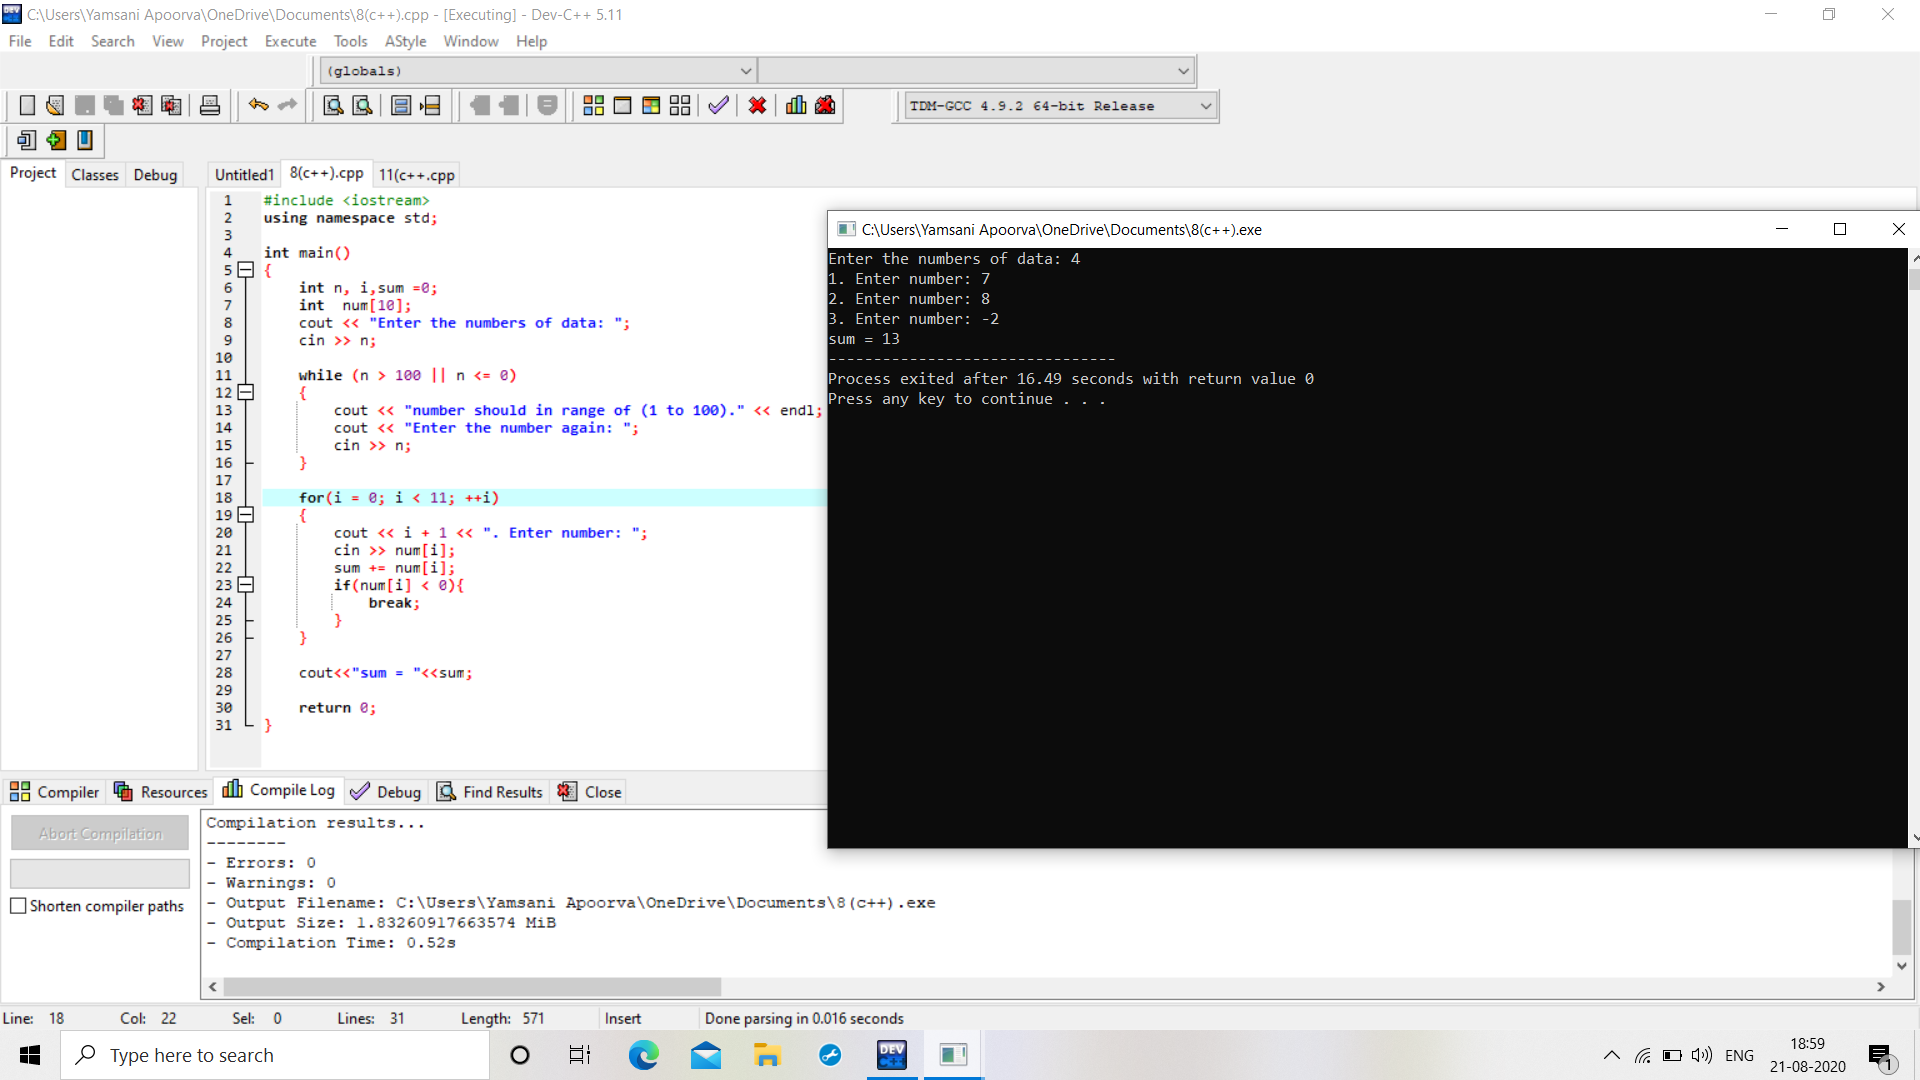 C:\Users\Yamsani Apoorva\OneDrive\Documents\8(c++).cpp - [Executing] - Dev-C++ 5.11
File Edit Search View Project Execute Tools AStyle Window Help
(globals)
TDM-GCC 4.9.2 64-bit Release
Project Classes Debug
Untitled1 8(c++).cpp 11(c++.cpp
1 #include <iostream>
2 using namespace std;
3
4 int main()
5 {
6 int n, i,sum =0;
7 int  num[10];
8 cout << "Enter the numbers of data: ";
9 cin >> n;
10
11 while (n > 100 || n <= 0)
12 {
13 cout << "number should in range of (1 to 100)." << endl;
14 cout << "Enter the number again: ";
15 cin >> n;
16 }
17
18 for(i = 0; i < 11; ++i)
19 {
20 cout << i + 1 << ". Enter number: ";
21 cin >> num[i];
22 sum += num[i];
23 if(num[i] < 0){
24 break;
25 }
26 }
27
28 cout<<"sum = "<<sum;
29
30 return 0;
31 }
C:\Users\Yamsani Apoorva\OneDrive\Documents\8(c++).exe
Enter the numbers of data: 4
1. Enter number: 7
2. Enter number: 8
3. Enter number: -2
sum = 13
--------------------------------
Process exited after 16.49 seconds with return value 0
Press any key to continue . . .
Compiler Resources Compile Log Debug Find Results Close
Abort Compilation
Shorten compiler paths
Compilation results...
--------
- Errors: 0
- Warnings: 0
- Output Filename: C:\Users\Yamsani Apoorva\OneDrive\Documents\8(c++).exe
- Output Size: 1.83260917663574 MiB
- Compilation Time: 0.52s
Line: 18 Col: 22 Sel: 0 Lines: 31 Length: 571 Insert Done parsing in 0.016 seconds
Type here to search
DEV C++
ENG
18:59
21-08-2020
1